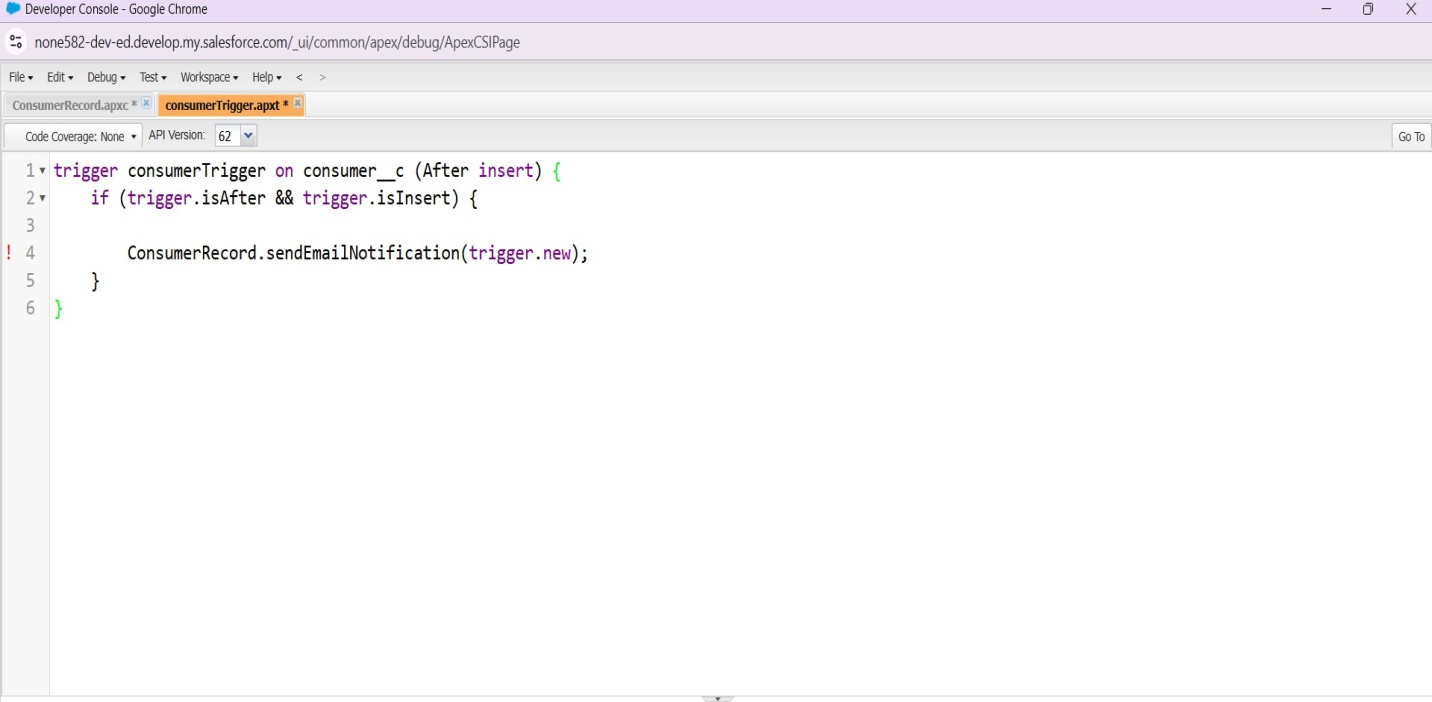 Developer Console - Google Chrome
none582-dev-ed.develop.my.salesforce.com/_ui/common/apex/debug/ApexCSIPage
File Edit Debug Test Workspace Help < >
ConsumerRecord.apxc * consumerTrigger.apxt *
Code Coverage: None API Version: 62 Go To
1 trigger consumerTrigger on consumer__c (After insert) {
2 if (trigger.isAfter && trigger.isInsert) {
3
! 4 ConsumerRecord.sendEmailNotification(trigger.new);
5 }
6 }